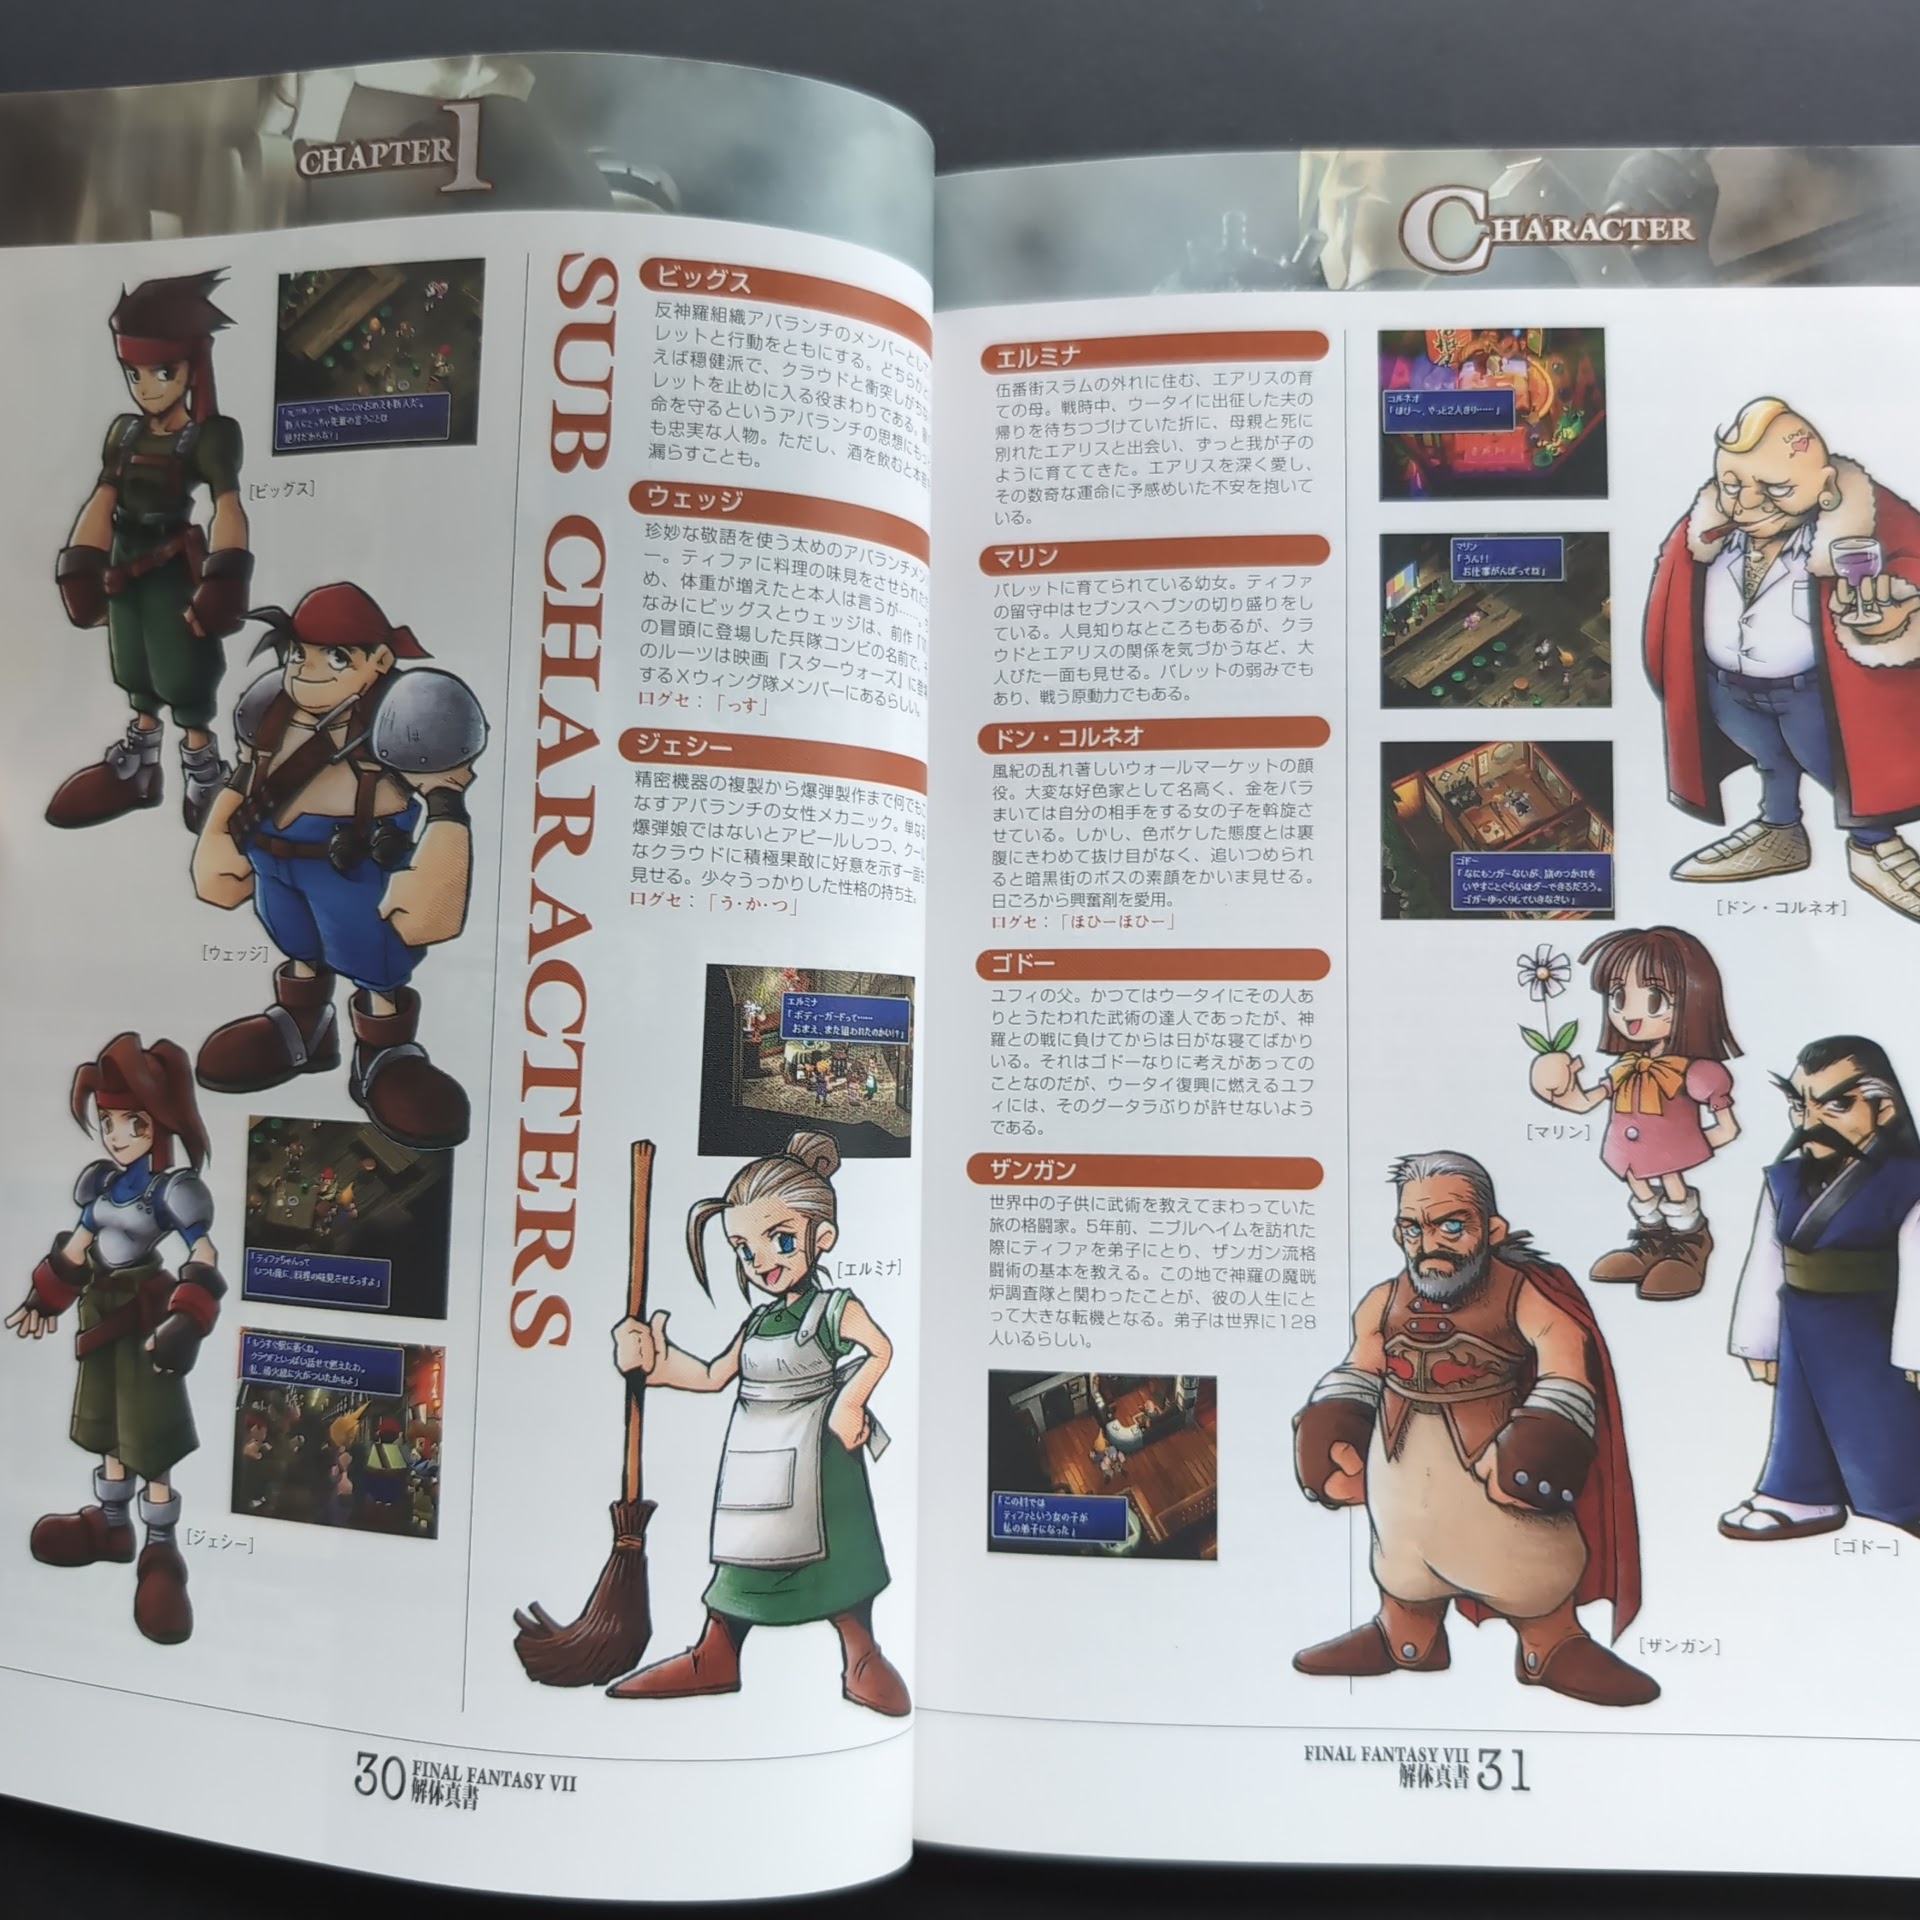 CHAPTER 1
SUB CHARACTERS
ビッグス
反神羅組織アバランチのメンバーとして
レットと行動をともにする。どちらかと
えば穏健派で、クラウドと衝突しがちな
レットを止めに入る役まわりである。
命を守るというアバランチの思想にも
も忠実な人物。ただし、酒を飲むと本音
漏らすことも。
[ビッグス]
ウェッジ
珍妙な敬語を使う太めのアバランチメン
ー。ティファに料理の味見をさせられた
め、体重が増えたと本人は言うが……。
なみにビッグスとウェッジは、前作
の冒頭に登場した兵隊コンビの名前で、
のルーツは映画『スターウォーズ』に登
するXウィング隊メンバーにあるらしい。
口グセ：「っす」
[ウェッジ]
ジェシー
精密機器の複製から爆弾製作まで何でも
なすアバランチの女性メカニック。単なる
爆弾娘ではないとアピールしつつ、クー
なクラウドに積極果敢に好意を示す一面
見せる。少々うっかりした性格の持ち主。
口グセ：「う・か・つ」
エルミナ
「ボディーガードって……
おまえ、また狙われたのかい!?」
[エルミナ]
「ティファちゃんって
いつも俺に、料理の味見させるっすよ」
「もうすぐ駅に着くね。
[ジェシー]
30 FINAL FANTASY VII
解体真書
CHARACTER
エルミナ
伍番街スラムの外れに住む、エアリスの育
ての母。戦時中、ウータイに出征した夫の
帰りを待ちつづけていた折に、母親と死に
別れたエアリスと出会い、ずっと我が子の
ように育ててきた。エアリスを深く愛し、
その数奇な運命に予感めいた不安を抱いて
いる。
マリン
バレットに育てられている幼女。ティファ
の留守中はセブンスヘブンの切り盛りをし
ている。人見知りなところもあるが、クラ
ウドとエアリスの関係を気づかうなど、大
人びた一面も見せる。バレットの弱みでも
あり、戦う原動力でもある。
ドン・コルネオ
風紀の乱れ著しいウォールマーケットの顔
役。大変な好色家として名高く、金をバラ
まいては自分の相手をする女の子を斡旋さ
せている。しかし、色ボケした態度とは裏
腹にきわめて抜け目がなく、追いつめられ
ると暗黒街のボスの素顔をかいま見せる。
日ごろから興奮剤を愛用。
口グセ：「ほひーほひー」
ゴドー
ユフィの父。かつてはウータイにその人あ
りとうたわれた武術の達人であったが、神
羅との戦に負けてからは日がな寝てばかり
いる。それはゴドーなりに考えがあっての
ことなのだが、ウータイ復興に燃えるユフ
ィには、そのグータラぶりが許せないよう
である。
ザンガン
世界中の子供に武術を教えてまわっていた
旅の格闘家。5年前、ニブルヘイムを訪れた
際にティファを弟子にとり、ザンガン流格
闘術の基本を教える。この地で神羅の魔晄
炉調査隊と関わったことが、彼の人生にと
って大きな転機となる。弟子は世界に128
人いるらしい。
「この村では
ティファという女の子が
私の弟子になった」
コルネオ
「ほひ～、やっと2人きり……」
マリン
「うん!!
お仕事がんばってね」
ゴドー
「なにもンガーないが、旅のつかれを
いやすことぐらいはグーできるだろう。
ゴガーゆっくりしていきなさい」
LOVE
[ドン・コルネオ]
[マリン]
[ゴドー]
[ザンガン]
FINAL FANTASY VII
解体真書 31